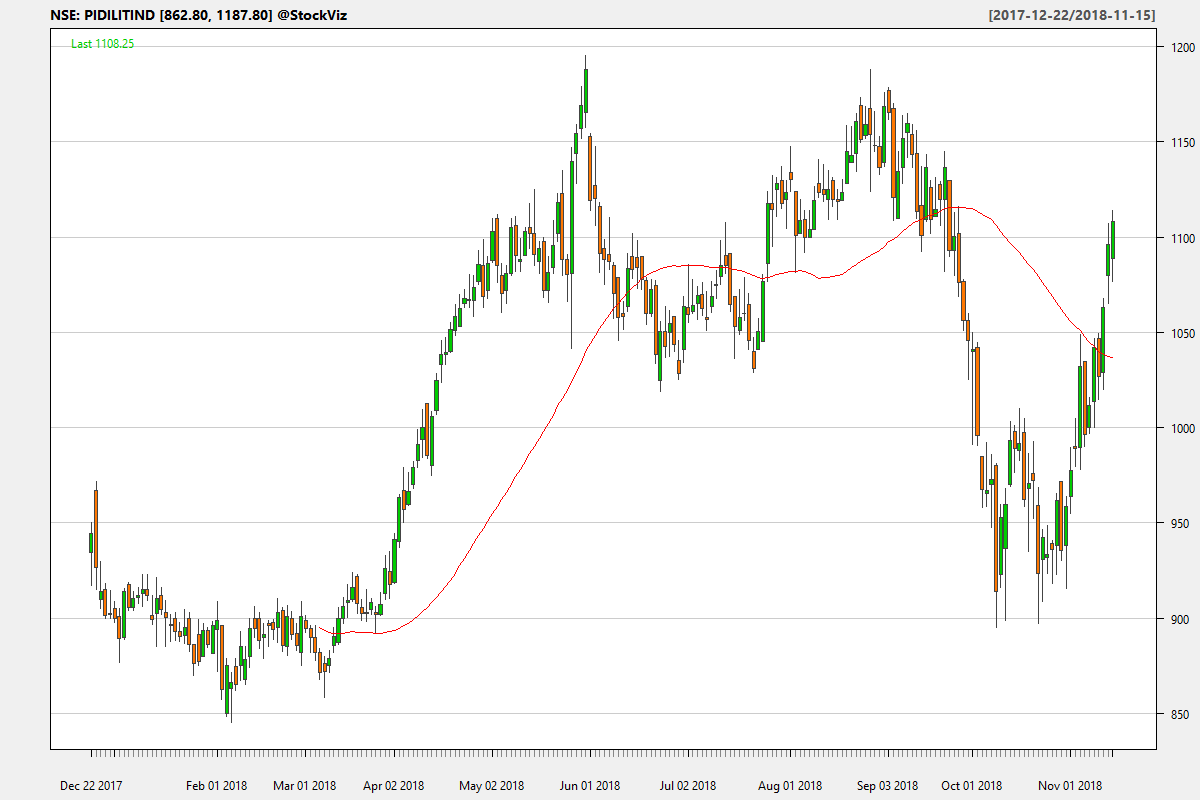 NSE: PIDILITIND [862.80, 1187.80] @StockViz
[2017-12-22/2018-11-15]
Last 1108.25
1200
1150
1100
1050
1000
950
900
850
Dec 22 2017
Feb 01 2018
Mar 01 2018
Apr 02 2018
May 02 2018
Jun 01 2018
Jul 02 2018
Aug 01 2018
Sep 03 2018
Oct 01 2018
Nov 01 2018